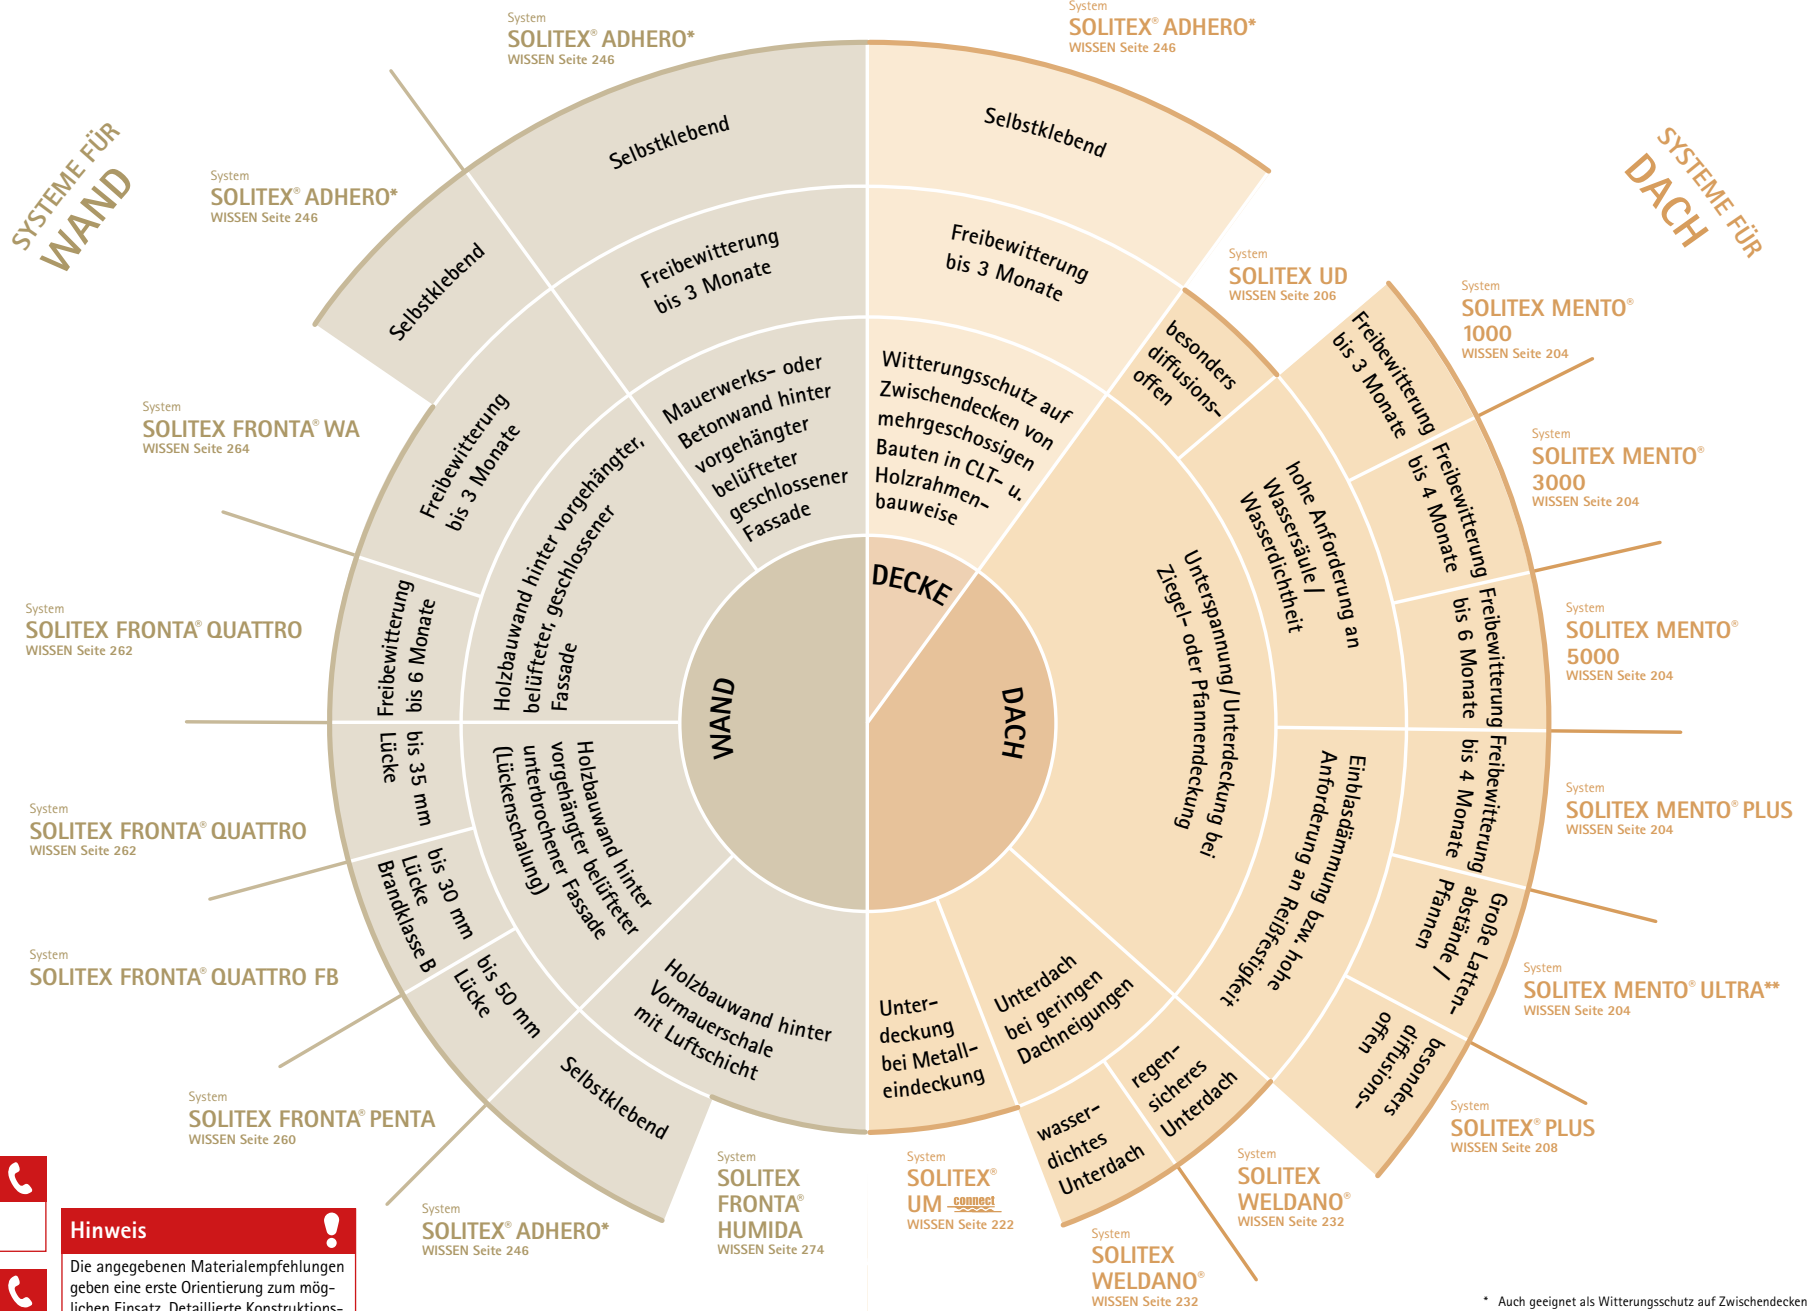 SYSTEME FÜR
WAND
SYSTEME FÜR
DACH
System
SOLITEX® ADHERO*
WISSEN Seite 246
System
SOLITEX® ADHERO*
WISSEN Seite 246
System
SOLITEX® ADHERO*
WISSEN Seite 246
System
SOLITEX FRONTA® WA
WISSEN Seite 264
System
SOLITEX FRONTA® QUATTRO
WISSEN Seite 262
System
SOLITEX FRONTA® QUATTRO
WISSEN Seite 262
System
SOLITEX FRONTA® QUATTRO FB
System
SOLITEX FRONTA® PENTA
WISSEN Seite 260
System
SOLITEX® ADHERO*
WISSEN Seite 246
System
SOLITEX
FRONTA®
HUMIDA
WISSEN Seite 274
System
SOLITEX®
UM connect
WISSEN Seite 222
System
SOLITEX
WELDANO®
WISSEN Seite 232
System
SOLITEX
WELDANO®
WISSEN Seite 232
System
SOLITEX® PLUS
WISSEN Seite 208
System
SOLITEX MENTO® ULTRA**
WISSEN Seite 204
System
SOLITEX MENTO® PLUS
WISSEN Seite 204
System
SOLITEX MENTO®
5000
WISSEN Seite 204
System
SOLITEX MENTO®
3000
WISSEN Seite 204
System
SOLITEX MENTO®
1000
WISSEN Seite 204
System
SOLITEX UD
WISSEN Seite 206
WAND
DECKE
DACH
Selbstklebend
Freibewitterung
bis 3 Monate
Mauerwerks- oder
Betonwand hinter
vorgehängter
belüfteter
geschlossener
Fassade
Selbstklebend
Freibewitterung
bis 3 Monate
Witterungsschutz auf
Zwischendecken von
mehrgeschossigen
Bauten in CLT- u.
Holzrahmen-
bauweise
Selbstklebend
Freibewitterung
bis 3 Monate
Freibewitterung
bis 6 Monate
Holzbauwand hinter vorgehängter,
belüfteter, geschlossener
Fassade
bis 35 mm
Lücke
bis 30 mm
Lücke
Brandklasse B
bis 50 mm
Lücke
Holzbauwand hinter
vorgehängter belüfteter
unterbrochener Fassade
(Lückenschalung)
Selbstklebend
Holzbauwand hinter
Vormauerschale
mit Luftschicht
Unter-
deckung
bei Metall-
eindeckung
Unterdach
bei geringen
Dachneigungen
wasser-
dichtes
Unterdach
regen-
sicheres
Unterdach
Unterspannung/Unterdeckung bei
Ziegel- oder Pfannendeckung
besonders
diffusions-
offen
hohe Anforderung an
Wassersäule /
Wasserdichtheit
Freibewitterung
bis 3 Monate
Freibewitterung
bis 4 Monate
Freibewitterung
bis 6 Monate
Einblasdämmung bzw. hohe
Anforderung an Reißfestigkeit
Freibewitterung
bis 4 Monate
Große Latten-
abstände /
Pfannen
besonders
diffusions-
offen
Hinweis
Die angegebenen Materialempfehlungen
geben eine erste Orientierung zum mög-
lichen Einsatz. Detaillierte Konstruktions-
* Auch geeignet als Witterungsschutz auf Zwischendecken